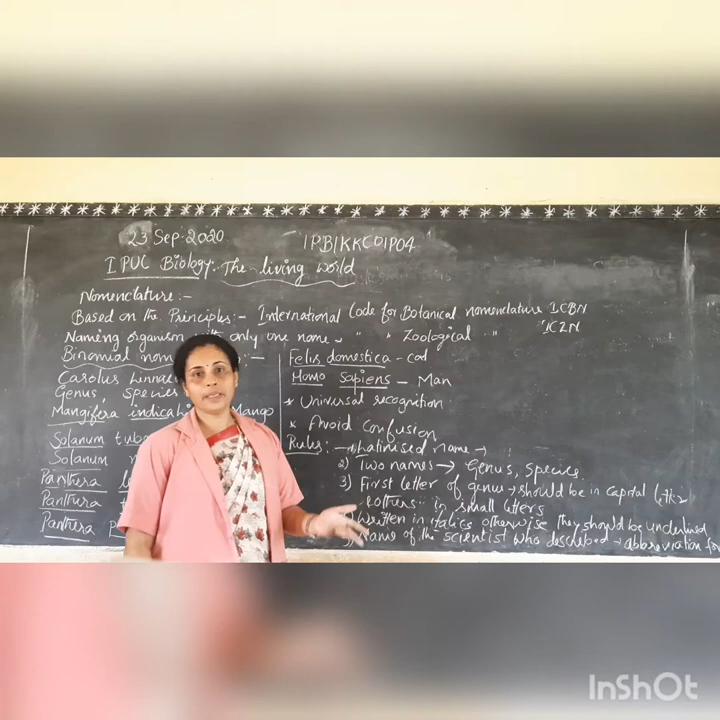 23 Sep-2020 IPBIKKC01P04
I PUC Biology: The living world
Nomenclature :-
Based on the Principles:- International Code for Botanical nomenclature ICBN
Naming organism with only one name. " " Zoological " ICZN
Binomial nom :-
Carolus Linnae
Genus, Species
Mangifera indica Mango
Solanum tube
Solanum
Panthera
Panthera
Panthera
Felis domestica - cat
Homo Sapiens - Man
* Universal recognition
* Avoid Confusion
Rules: - Latinised name →
2) Two names → Genus, Species
3) First letter of genus → should be in capital letter
others in small letters
Written in italics otherwise they should be underlined
Name of the scientist who described → abbreviation for
InShOt